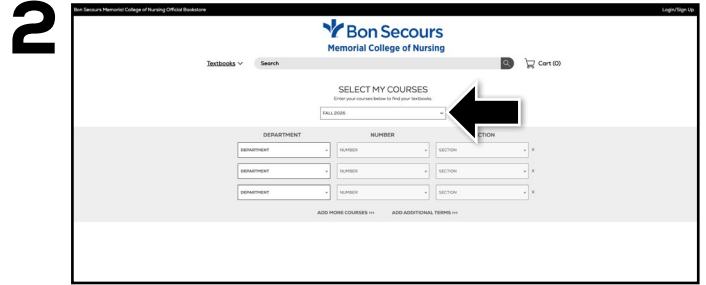 2
Bon Secours Memorial College of Nursing Official Bookstore
Login/Sign Up
Bon Secours
Memorial College of Nursing
Textbooks
Search
Cart (0)
SELECT MY COURSES
Enter your courses below to find your textbooks.
FALL 2026
DEPARTMENT NUMBER CTION
DEPARTMENT NUMBER SECTION X
DEPARTMENT NUMBER SECTION X
DEPARTMENT NUMBER SECTION X
ADD MORE COURSES >>> ADD ADDITIONAL TERMS >>>